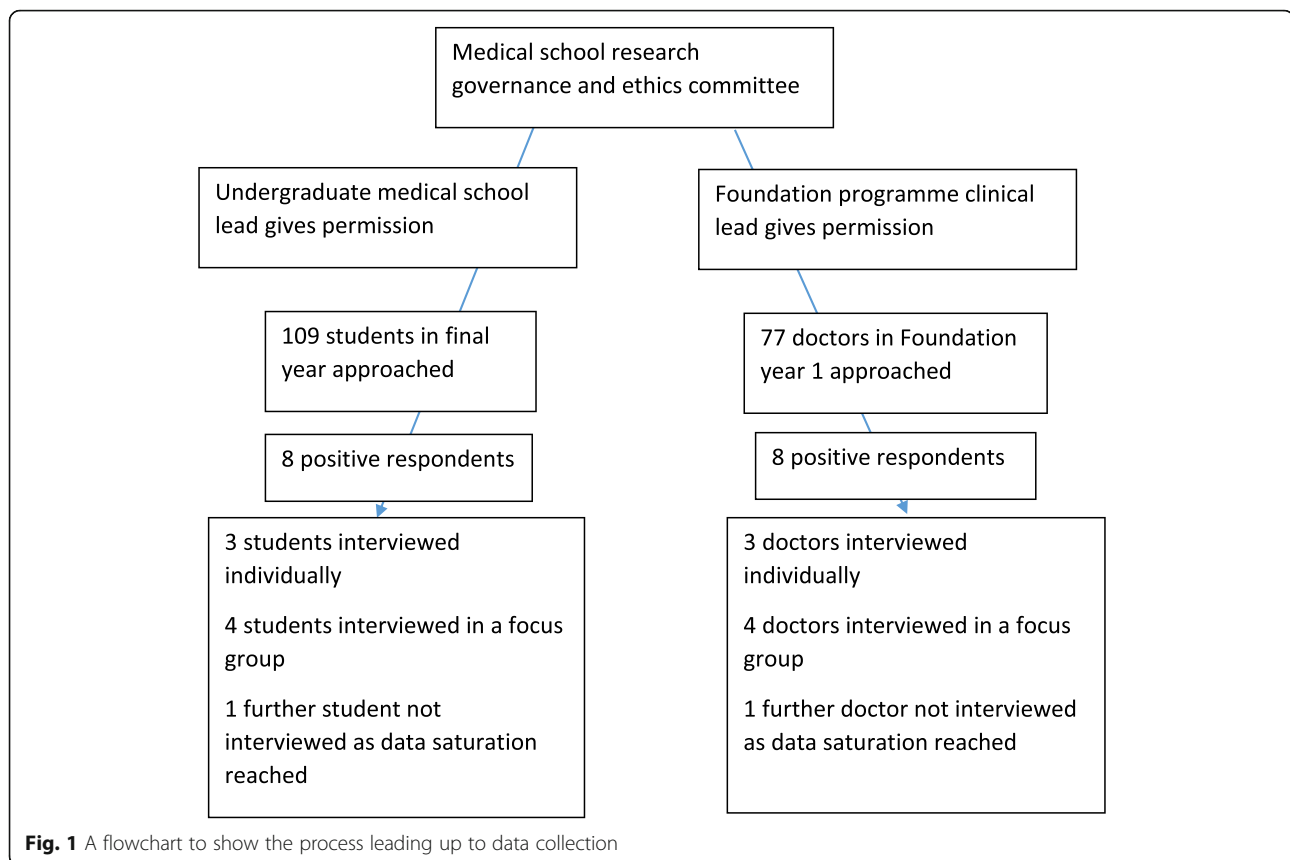 Medical school research
governance and ethics committee
Undergraduate medical school
lead gives permission
Foundation programme clinical
lead gives permission
109 students in final
year approached
77 doctors in Foundation
year 1 approached
8 positive respondents
8 positive respondents
3 students interviewed
individually
4 students interviewed in a focus
group
1 further student not
interviewed as data saturation
reached
3 doctors interviewed
individually
4 doctors interviewed in a focus
group
1 further doctor not interviewed
as data saturation reached
Fig. 1 A flowchart to show the process leading up to data collection